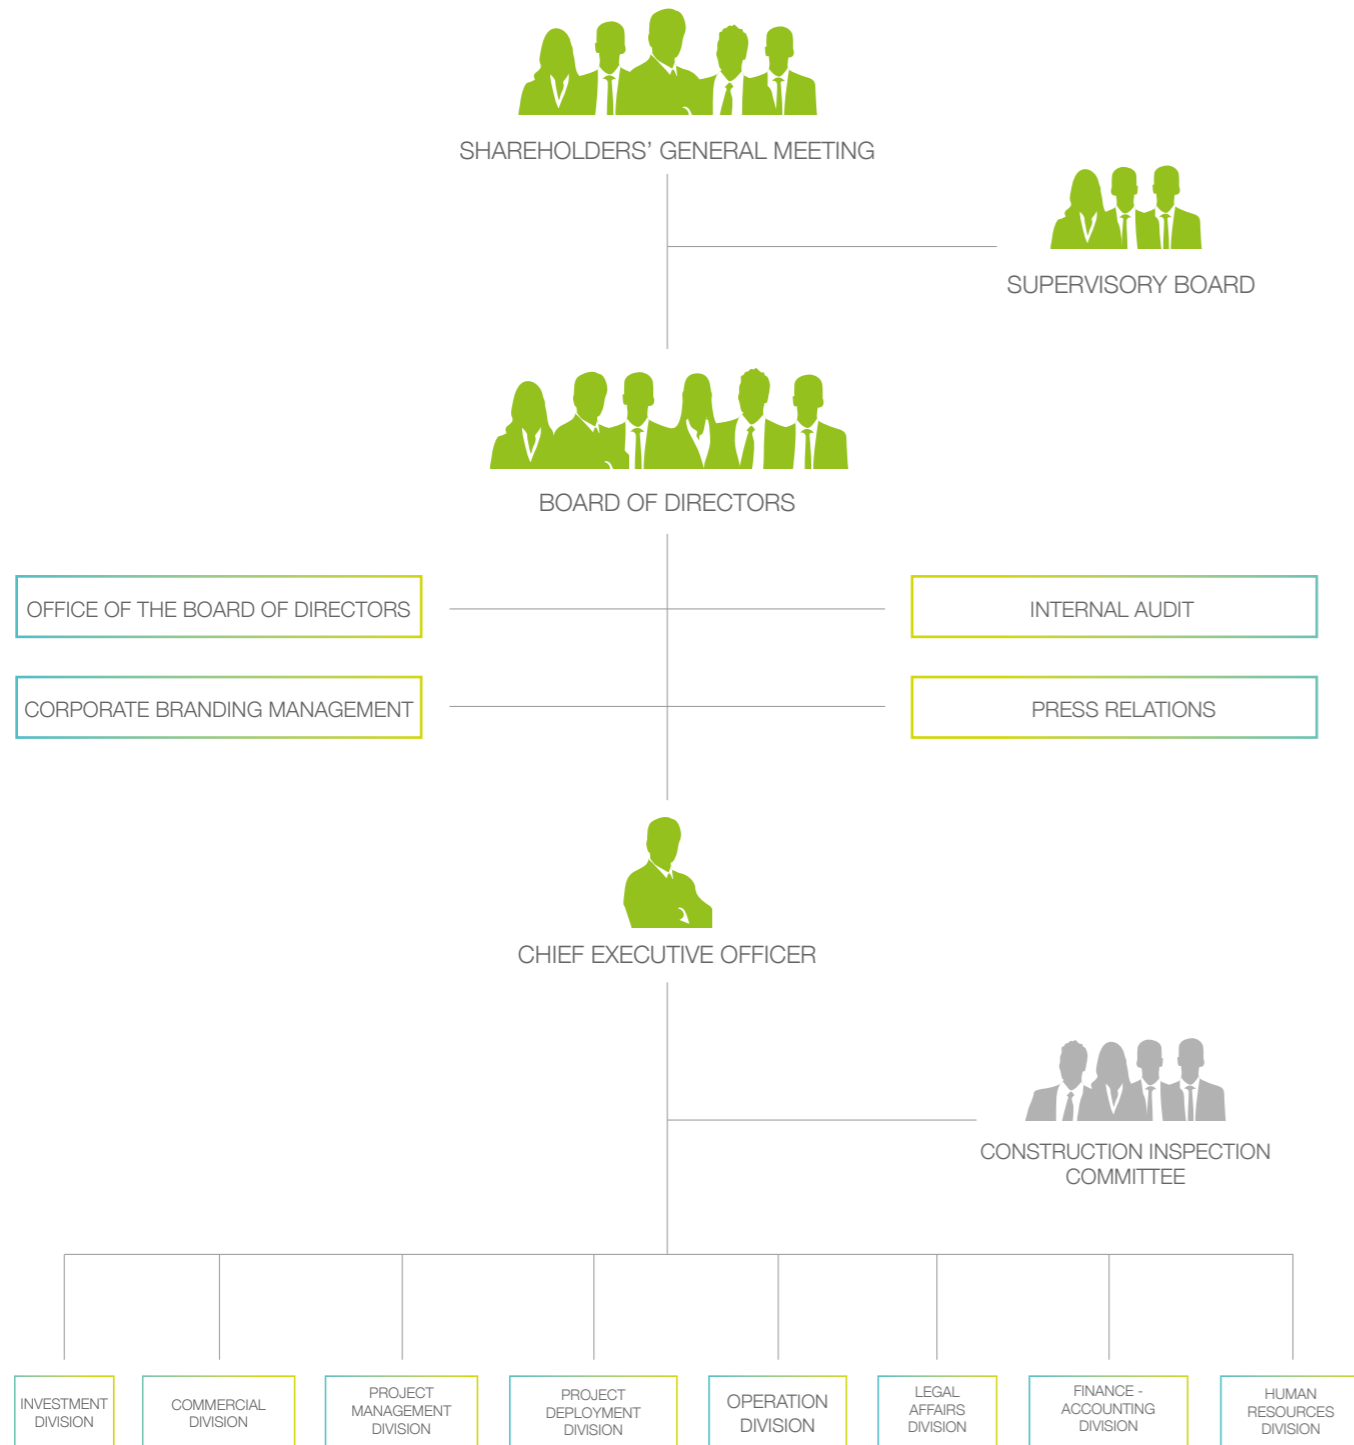 SHAREHOLDERS’ GENERAL MEETING
SUPERVISORY BOARD
BOARD OF DIRECTORS
OFFICE OF THE BOARD OF DIRECTORS
INTERNAL AUDIT
CORPORATE BRANDING MANAGEMENT
PRESS RELATIONS
CHIEF EXECUTIVE OFFICER
CONSTRUCTION INSPECTION
COMMITTEE
INVESTMENT
DIVISION
COMMERCIAL
DIVISION
PROJECT
MANAGEMENT
DIVISION
PROJECT
DEPLOYMENT
DIVISION
OPERATION
DIVISION
LEGAL
AFFAIRS
DIVISION
FINANCE -
ACCOUNTING
DIVISION
HUMAN
RESOURCES
DIVISION